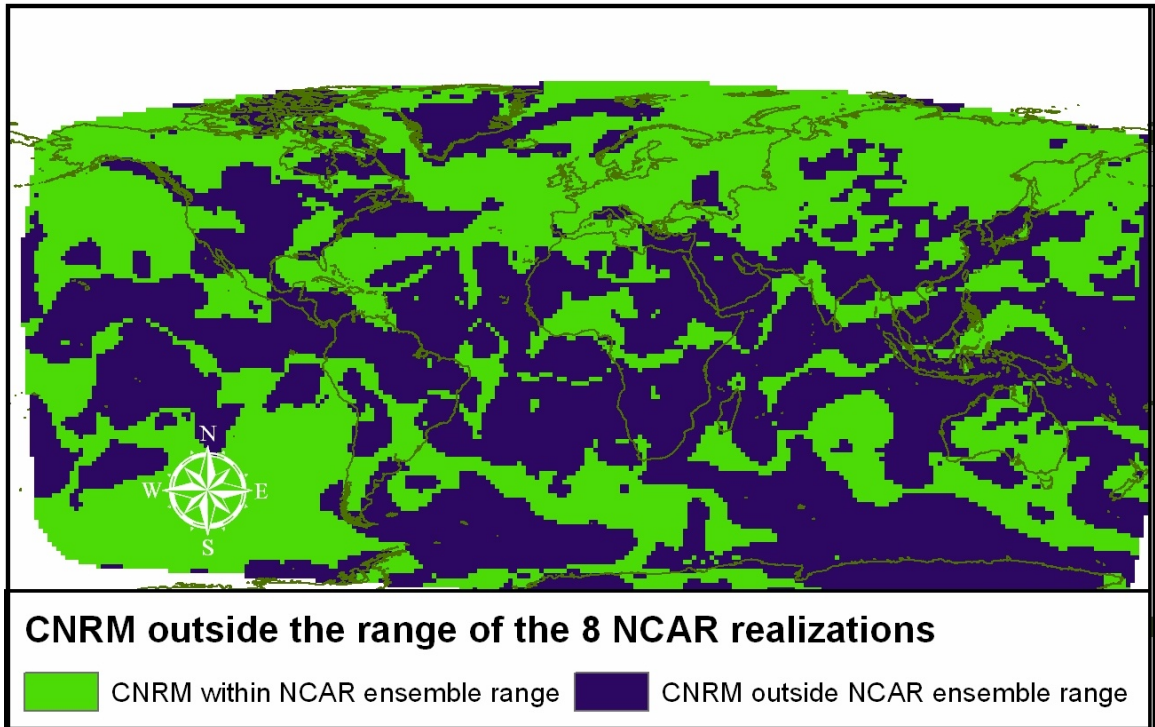 N
W E
S
CNRM outside the range of the 8 NCAR realizations
CNRM within NCAR ensemble range CNRM outside NCAR ensemble range